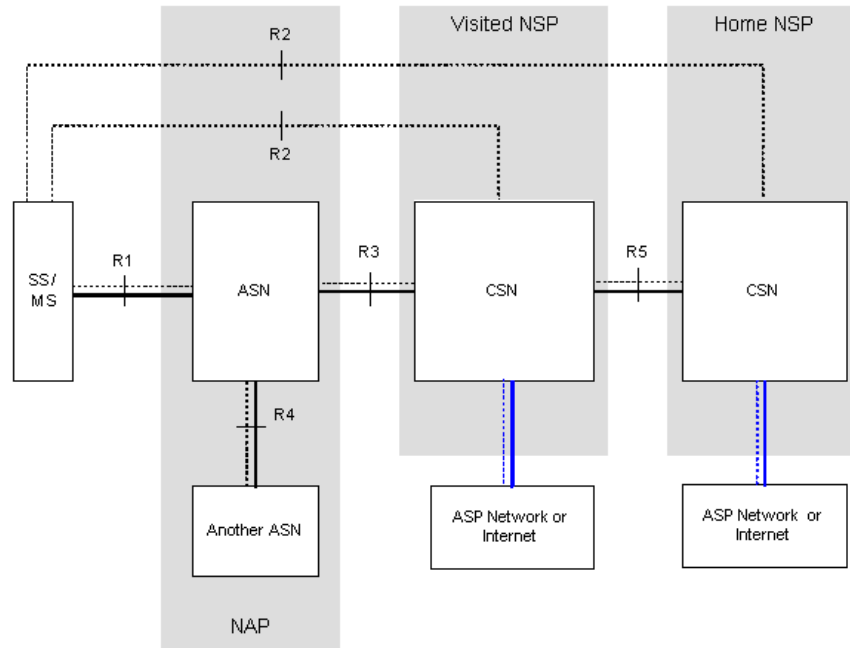 Visited NSP
Home NSP
R2
R2
R1
R3
R5
SS/
MS
ASN
CSN
CSN
R4
Another ASN
ASP Network or
Internet
ASP Network or
Internet
NAP